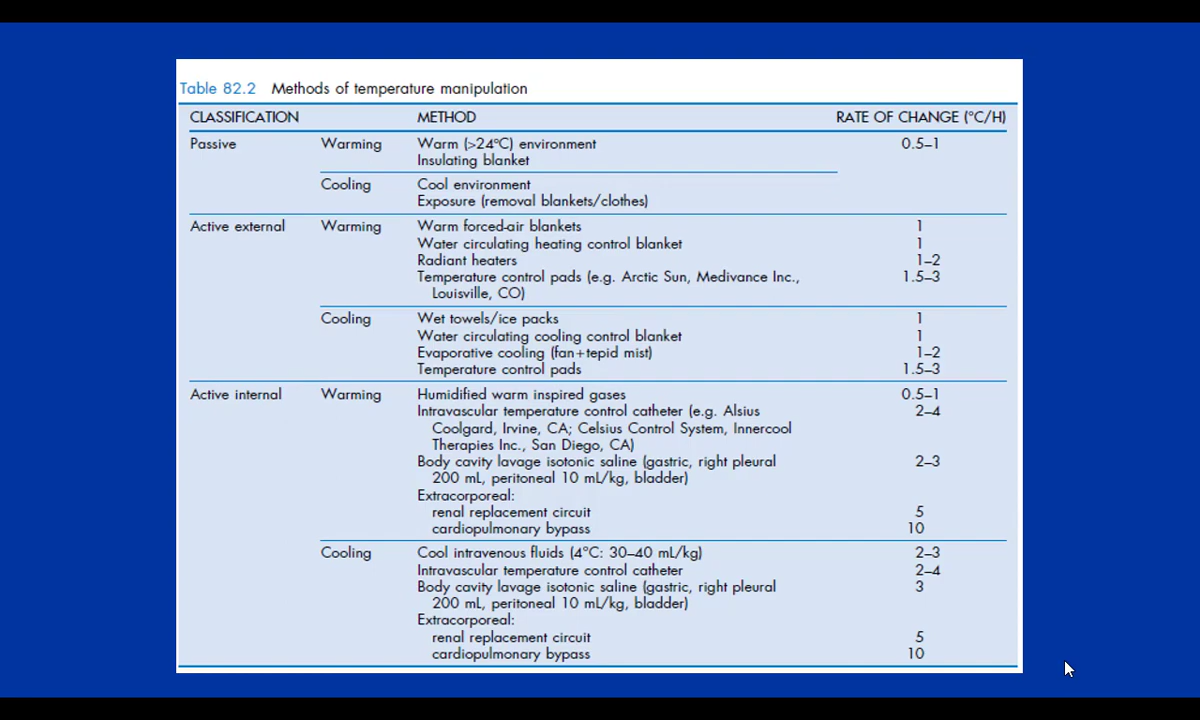 Table 82.2 Methods of temperature manipulation
CLASSIFICATION METHOD RATE OF CHANGE (°C/H)
Passive Warming Warm (>24°C) environment 0.5–1
Insulating blanket
Cooling Cool environment
Exposure (removal blankets/clothes)
Active external Warming Warm forced-air blankets 1
Water circulating heating control blanket 1
Radiant heaters 1–2
Temperature control pads (e.g. Arctic Sun, Medivance Inc., 1.5–3
Louisville, CO)
Cooling Wet towels/ice packs 1
Water circulating cooling control blanket 1
Evaporative cooling (fan+tepid mist) 1–2
Temperature control pads 1.5–3
Active internal Warming Humidified warm inspired gases 0.5–1
Intravascular temperature control catheter (e.g. Alsius 2–4
Coolgard, Irvine, CA; Celsius Control System, Innercool
Therapies Inc., San Diego, CA)
Body cavity lavage isotonic saline (gastric, right pleural 2–3
200 mL, peritoneal 10 mL/kg, bladder)
Extracorporeal:
renal replacement circuit 5
cardiopulmonary bypass 10
Cooling Cool intravenous fluids (4°C: 30–40 mL/kg) 2–3
Intravascular temperature control catheter 2–4
Body cavity lavage isotonic saline (gastric, right pleural 3
200 mL, peritoneal 10 mL/kg, bladder)
Extracorporeal:
renal replacement circuit 5
cardiopulmonary bypass 10